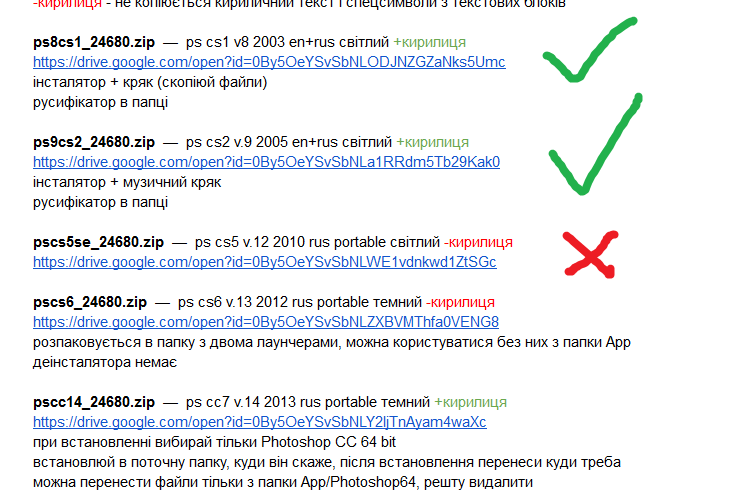 -кирилиця - не копіюється кириличний текст і спецсимволи з текстових блоків
ps8cs1_24680.zip — ps cs1 v8 2003 en+rus світлий +кирилиця
https://drive.google.com/open?id=0By5OeYSvSbNLODJNZGZaNks5Umc
інсталятор + кряк (скопіюй файли)
русифікатор в папці
ps9cs2_24680.zip — ps cs2 v.9 2005 en+rus світлий +кирилиця
https://drive.google.com/open?id=0By5OeYSvSbNLa1RRdm5Tb29Kak0
інсталятор + музичний кряк
русифікатор в папці
pscs5se_24680.zip — ps cs5 v.12 2010 rus portable світлий -кирилиця
https://drive.google.com/open?id=0By5OeYSvSbNLWE1vdnkwd1ZtSGc
pscs6_24680.zip — ps cs6 v.13 2012 rus portable темний -кирилиця
https://drive.google.com/open?id=0By5OeYSvSbNLZXBVMThfa0VENG8
розпаковується в папку з двома лаунчерами, можна користуватися без них з папки App
деінсталятора немає
pscc14_24680.zip — ps cc7 v.14 2013 rus portable темний +кирилиця
https://drive.google.com/open?id=0By5OeYSvSbNLY2ljTnAyam4waXc
при встановленні вибирай тільки Photoshop CC 64 bit
встановлюй в поточну папку, куди він скаже, після встановлення перенеси куди треба
можна перенести файли тільки з папки App/Photoshop64, решту видалити